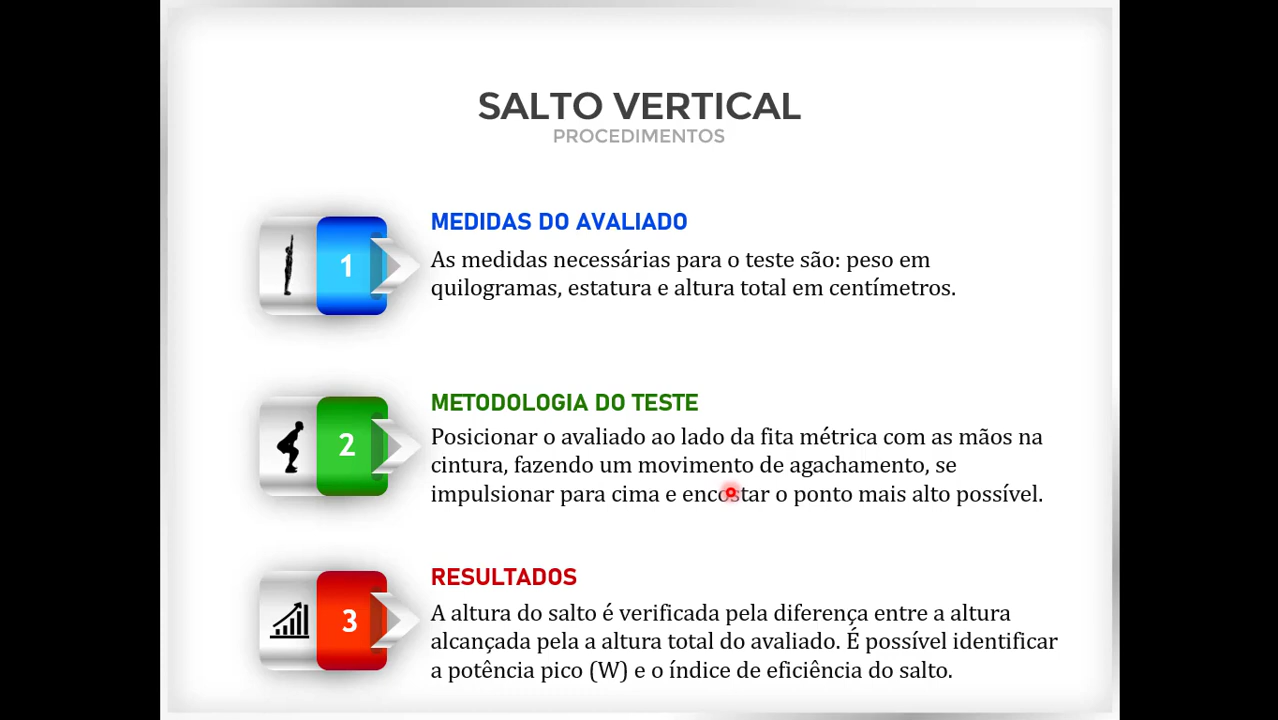 SALTO VERTICAL
PROCEDIMENTOS
1
MEDIDAS DO AVALIADO
As medidas necessárias para o teste são: peso em
quilogramas, estatura e altura total em centímetros.
2
METODOLOGIA DO TESTE
Posicionar o avaliado ao lado da fita métrica com as mãos na
cintura, fazendo um movimento de agachamento, se
impulsionar para cima e encostar o ponto mais alto possível.
3
RESULTADOS
A altura do salto é verificada pela diferença entre a altura
alcançada pela a altura total do avaliado. É possível identificar
a potência pico (W) e o índice de eficiência do salto.